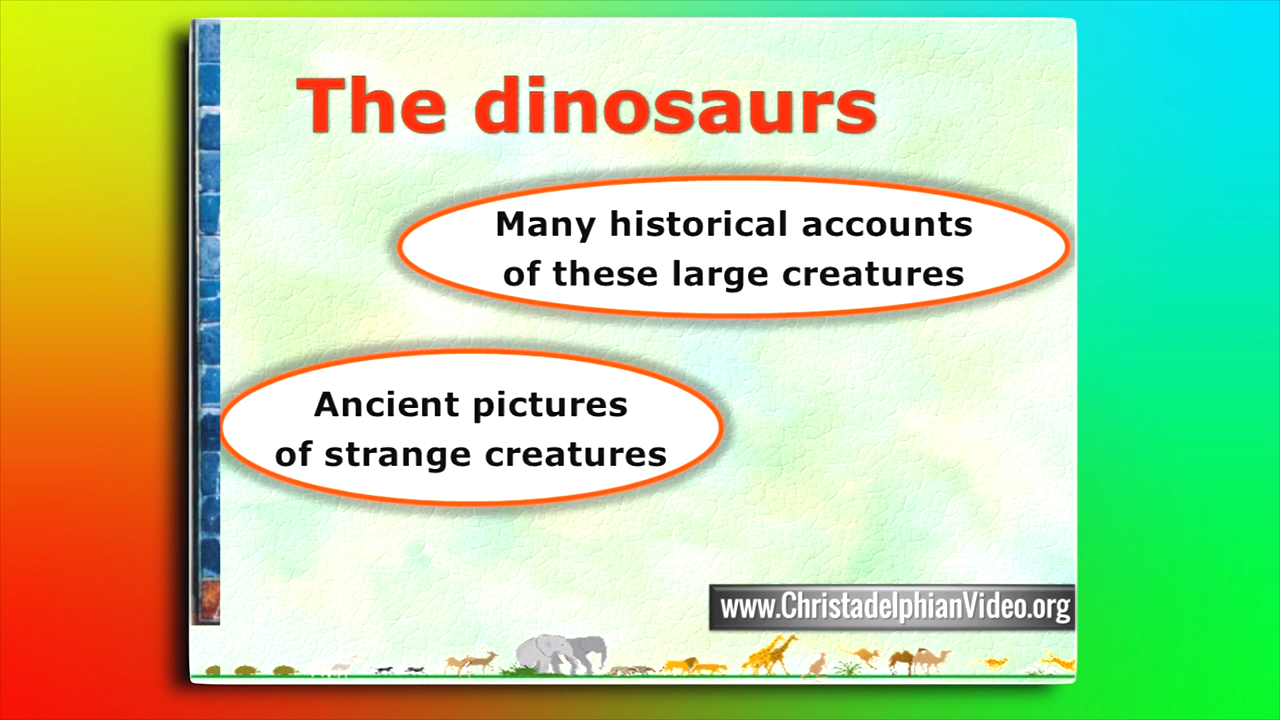 The dinosaurs
Many historical accounts
of these large creatures
Ancient pictures
of strange creatures
www.ChristadelphianVideo.org